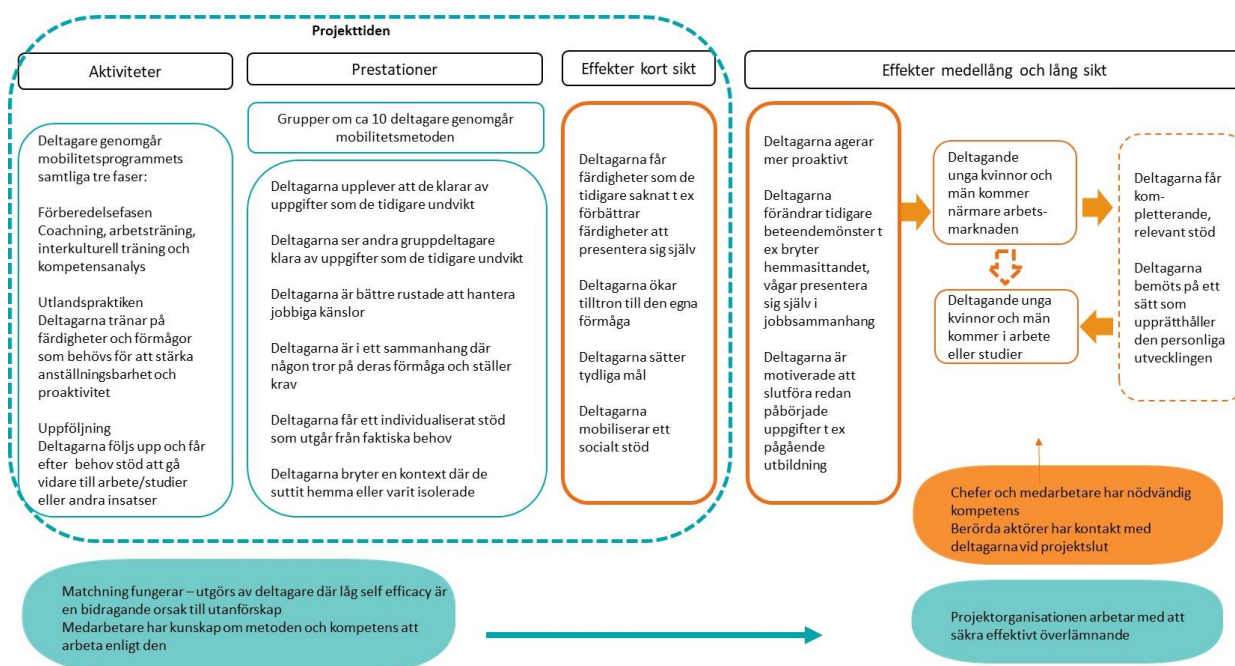 Projekttiden
Aktiviteter
Prestationer
Effekter kort sikt
Effekter medellång och lång sikt
Deltagare genomgår
mobilitetsprogrammets
samtliga tre faser:
Förberedelsefasen
Coachning, arbetsträning,
interkulturell träning och
kompetensanalys
Utlandspraktiken
Deltagarna tränar på
färdigheter och förmågor
som behövs för att stärka
anställningsbarhet och
proaktivitet
Uppföljning
Deltagarna följs upp och får
efter behov stöd att gå
vidare till arbete/studier
eller andra insatser
Grupper om ca 10 deltagare genomgår
mobilitetsmetoden
Deltagarna upplever att de klarar av
uppgifter som de tidigare undvikt
Deltagarna ser andra gruppdeltagare
klara av uppgifter som de tidigare undvikt
Deltagarna är bättre rustade att hantera
jobbiga känslor
Deltagarna är i ett sammanhang där
någon tror på deras förmåga och ställer
krav
Deltagarna får ett individualiserat stöd
som utgår från faktiska behov
Deltagarna bryter en kontext där de
suttit hemma eller varit isolerade
Deltagarna får
färdigheter som de
tidigare saknat t ex
förbättrar
färdigheter att
presentera sig själv
Deltagarna ökar
tilltron till den egna
förmåga
Deltagarna sätter
tydliga mål
Deltagarna
mobiliserar ett
socialt stöd
Deltagarna agerar
mer proaktivt
Deltagarna
förändrar tidigare
beteendemönster t
ex bryter
hemmasittandet,
vågar presentera
sig själv i
jobbsammanhang
Deltagarna är
motiverade att
slutföra redan
påbörjade
uppgifter t ex
pågående
utbildning
Deltagande
unga kvinnor och
män kommer
närmare arbets-
marknaden
Deltagande unga
kvinnor och män
kommer i arbete
eller studier
Deltagarna får
kom-
pletterande,
relevant stöd
Deltagarna
bemöts på ett
sätt som
upprätthåller
den personliga
utvecklingen
Chefer och medarbetare har nödvändig
kompetens
Berörda aktörer har kontakt med
deltagarna vid projektslut
Matchning fungerar – utgörs av deltagare där låg self efficacy är
en bidragande orsak till utanförskap
Medarbetare har kunskap om metoden och kompetens att
arbeta enligt den
Projektorganisationen arbetar med att
säkra effektivt överlämnande